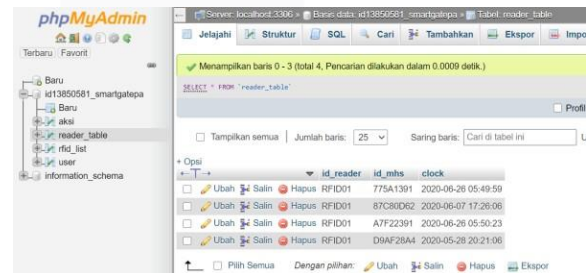 phpMyAdmin
Terbaru Favorit
Baru
id13850581_smartgatepa
Baru
aksi
reader_table
rfid_list
user
information_schema
Server: localhost:3306 » Basis data: id13850581_smartgatepa » Tabel: reader_table
Jelajahi Struktur SQL Cari Tambahkan Ekspor Impo
Menampilkan baris 0 - 3 (total 4, Pencarian dilakukan dalam 0.0009 detik.)
SELECT * FROM `reader_table`
Profil
Tampilkan semua Jumlah baris: 25 Saring baris: Cari di tabel ini U
+ Opsi
id_reader id_mhs clock
Ubah Salin Hapus RFID01 775A1391 2020-06-26 05:49:59
Ubah Salin Hapus RFID01 87C80D62 2020-06-07 17:26:06
Ubah Salin Hapus RFID01 A7F22391 2020-06-26 05:50:23
Ubah Salin Hapus RFID01 D9AF28A4 2020-05-28 20:21:06
Pilih Semua Dengan pilihan: Ubah Salin Hapus Ekspor